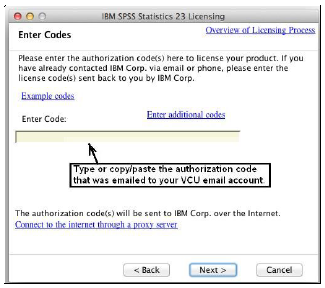 IBM SPSS Statistics 23 Licensing
Enter Codes
Overview of Licensing Process
Please enter the authorization code(s) here to license your product. If you
have already contacted IBM Corp. via email or phone, please enter the
license code(s) sent back to you by IBM Corp.
Example codes
Enter Code:
Enter additional codes
Type or copy/paste the authorization code
that was emailed to your VCU email account
The authorization code(s) will be sent to IBM Corp. over the Internet.
Connect to the internet through a proxy server
< Back
Next >
Cancel